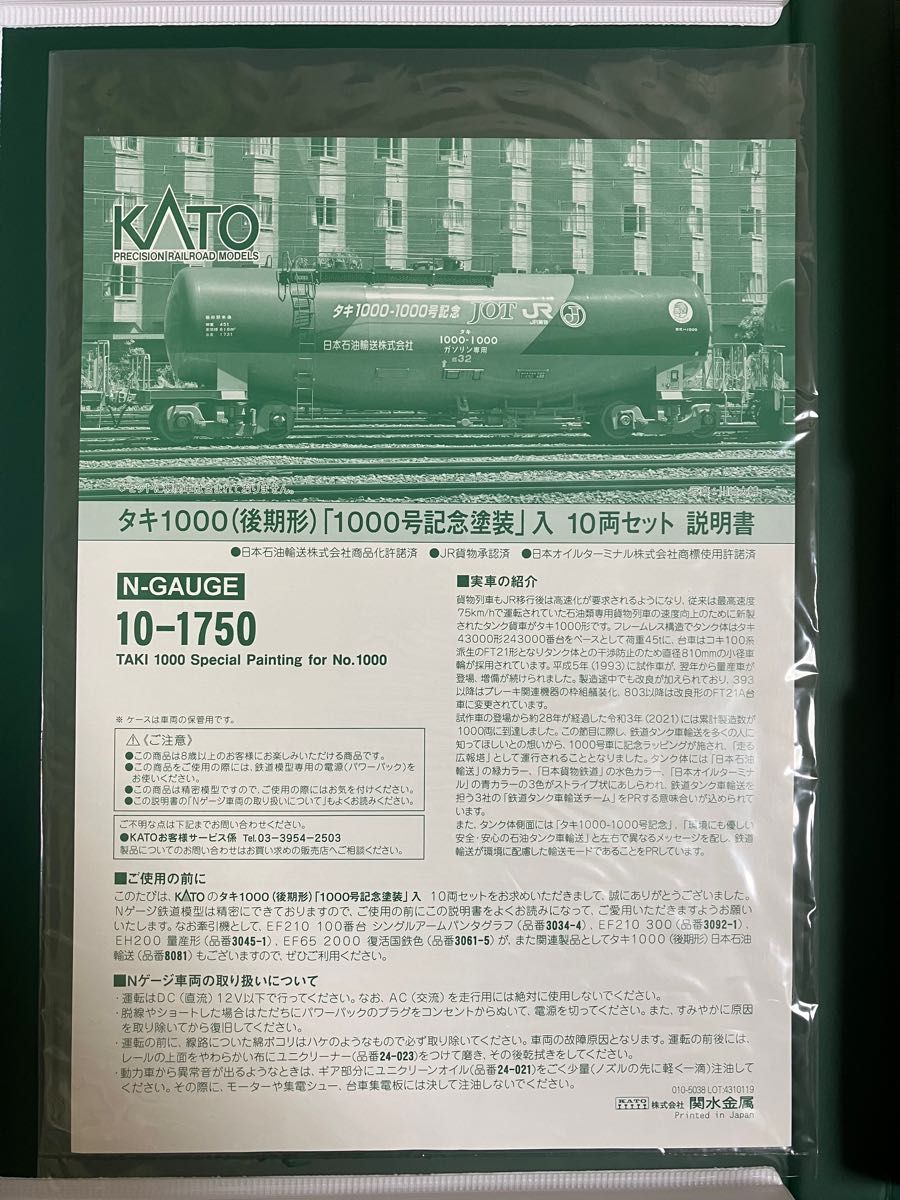 KATO
PRECISION RAILROAD MODELS
タキ1000-1000号記念 JOT JR
JR貨物
日本石油輸送株式会社
タキ
1000-1000
ガソリン専用
タキ1000(後期形)「1000号記念塗装」入 10両セット 説明書
●日本石油輸送株式会社商品化許諾済 ●JR貨物承認済 ●日本オイルターミナル株式会社商標使用許諾済
N-GAUGE
10-1750
TAKI 1000 Special Painting for No.1000
※ ケースは車両の保管用です。
⚠《ご注意》
●この商品は8歳以上のお客様にお楽しみいただける商品です。
●この商品をご使用の際には、鉄道模型専用の電源(パワーパック)を
お使いください。
●この商品は精密模型ですので、ご使用の際にはお気を付けください。
●この説明書の「Nゲージ車両の取り扱いについて」もよくお読みください。
ご不明な点は下記までお問い合わせください。
●KATOお客様サービス係 Tel.03-3954-2503
製品についてのお問い合わせはお買い求めの販売店へご相談ください。
■実車の紹介
貨物列車もJR移行後は高速化が要求されるようになり、従来は最高速度
75km/hで運転されていた石油類専用貨物列車の速度向上のために新製
されたタンク貨車がタキ1000形です。フレームレス構造でタンク体はタキ
43000形243000番台をベースとして荷重45tに、台車はコキ100系
派生のFT21形となりタンク体との干渉防止のため直径810mmの小径車
輪が採用されています。平成5年(1993)に試作車が、翌年から量産車が
登場、増備が続けられました。製造途中でも改良が加えられており、393
以降はブレーキ関連機器の枠組艤装化、803以降は改良形のFT21A台
車に変更されています。
試作車の登場から約28年が経過した令和3年(2021)には累計製造数が
1000両に到達しました。この節目に際し、鉄道タンク車輸送を多くの人に
知ってほしいとの想いから、1000号車に記念ラッピングが施され、「走る
広報塔」として運行されることとなりました。タンク体には「日本石油
輸送」の緑カラー、「日本貨物鉄道」の水色カラー、「日本オイルターミナ
ル」の青カラーの3色がストライプ状にあしらわれ、鉄道タンク車輸送を
担う3社の「鉄道タンク車輸送チーム」をPRする意味合いが込められて
います。
また、タンク体側面には「タキ1000-1000号記念」、「環境にも優しい
安全・安心の石油タンク車輸送」と左右で異なるメッセージを配し、鉄道
輸送が環境に配慮した輸送モードであることをPRしています。
■ご使用の前に
このたびは、KATOのタキ1000(後期形)「1000号記念塗装」入 10両セットをお求めいただきまして、誠にありがとうございました。
Nゲージ鉄道模型は精密にできておりますので、ご使用の前にこの説明書をよくお読みになって、ご愛用いただきますようお願い
いたします。なお牽引機として、EF210 100番台 シングルアームパンタグラフ(品番3034-4)、EF210 300(品番3092-1)、
EH200 量産形(品番3045-1)、EF65 2000 復活国鉄色(品番3061-5)が、また関連製品としてタキ1000(後期形)日本石油
輸送(品番8081)もございますので、ぜひご利用ください。
■Nゲージ車両の取り扱いについて
・運転はDC(直流)12V以下で行ってください。なお、AC(交流)を走行用には絶対に使用しないでください。
・脱線やショートした場合はただちにパワーパックのプラグをコンセントからぬいて、電源を切ってください。また、すみやかに原因
を取り除いてから復旧してください。
・運転の前に、線路についた綿ボコリはハケのようなもので必ず取り除いてください。車両の故障原因となります。運転の前後には、
レールの上面をやわらかい布にユニクリーナー(品番24-023)をつけて磨き、その後乾拭きをしてください。
・動力車から異常音が出るようなときは、ギア部分にユニクリーンオイル(品番24-021)をごく少量(ノズルの先に軽く一滴)注油して
ください。その際に、モーターや集電シュー、台車集電板には決して注油しないでください。
010-5038 LOT:4310119
KATO 株式会社 関水金属
Printed in Japan